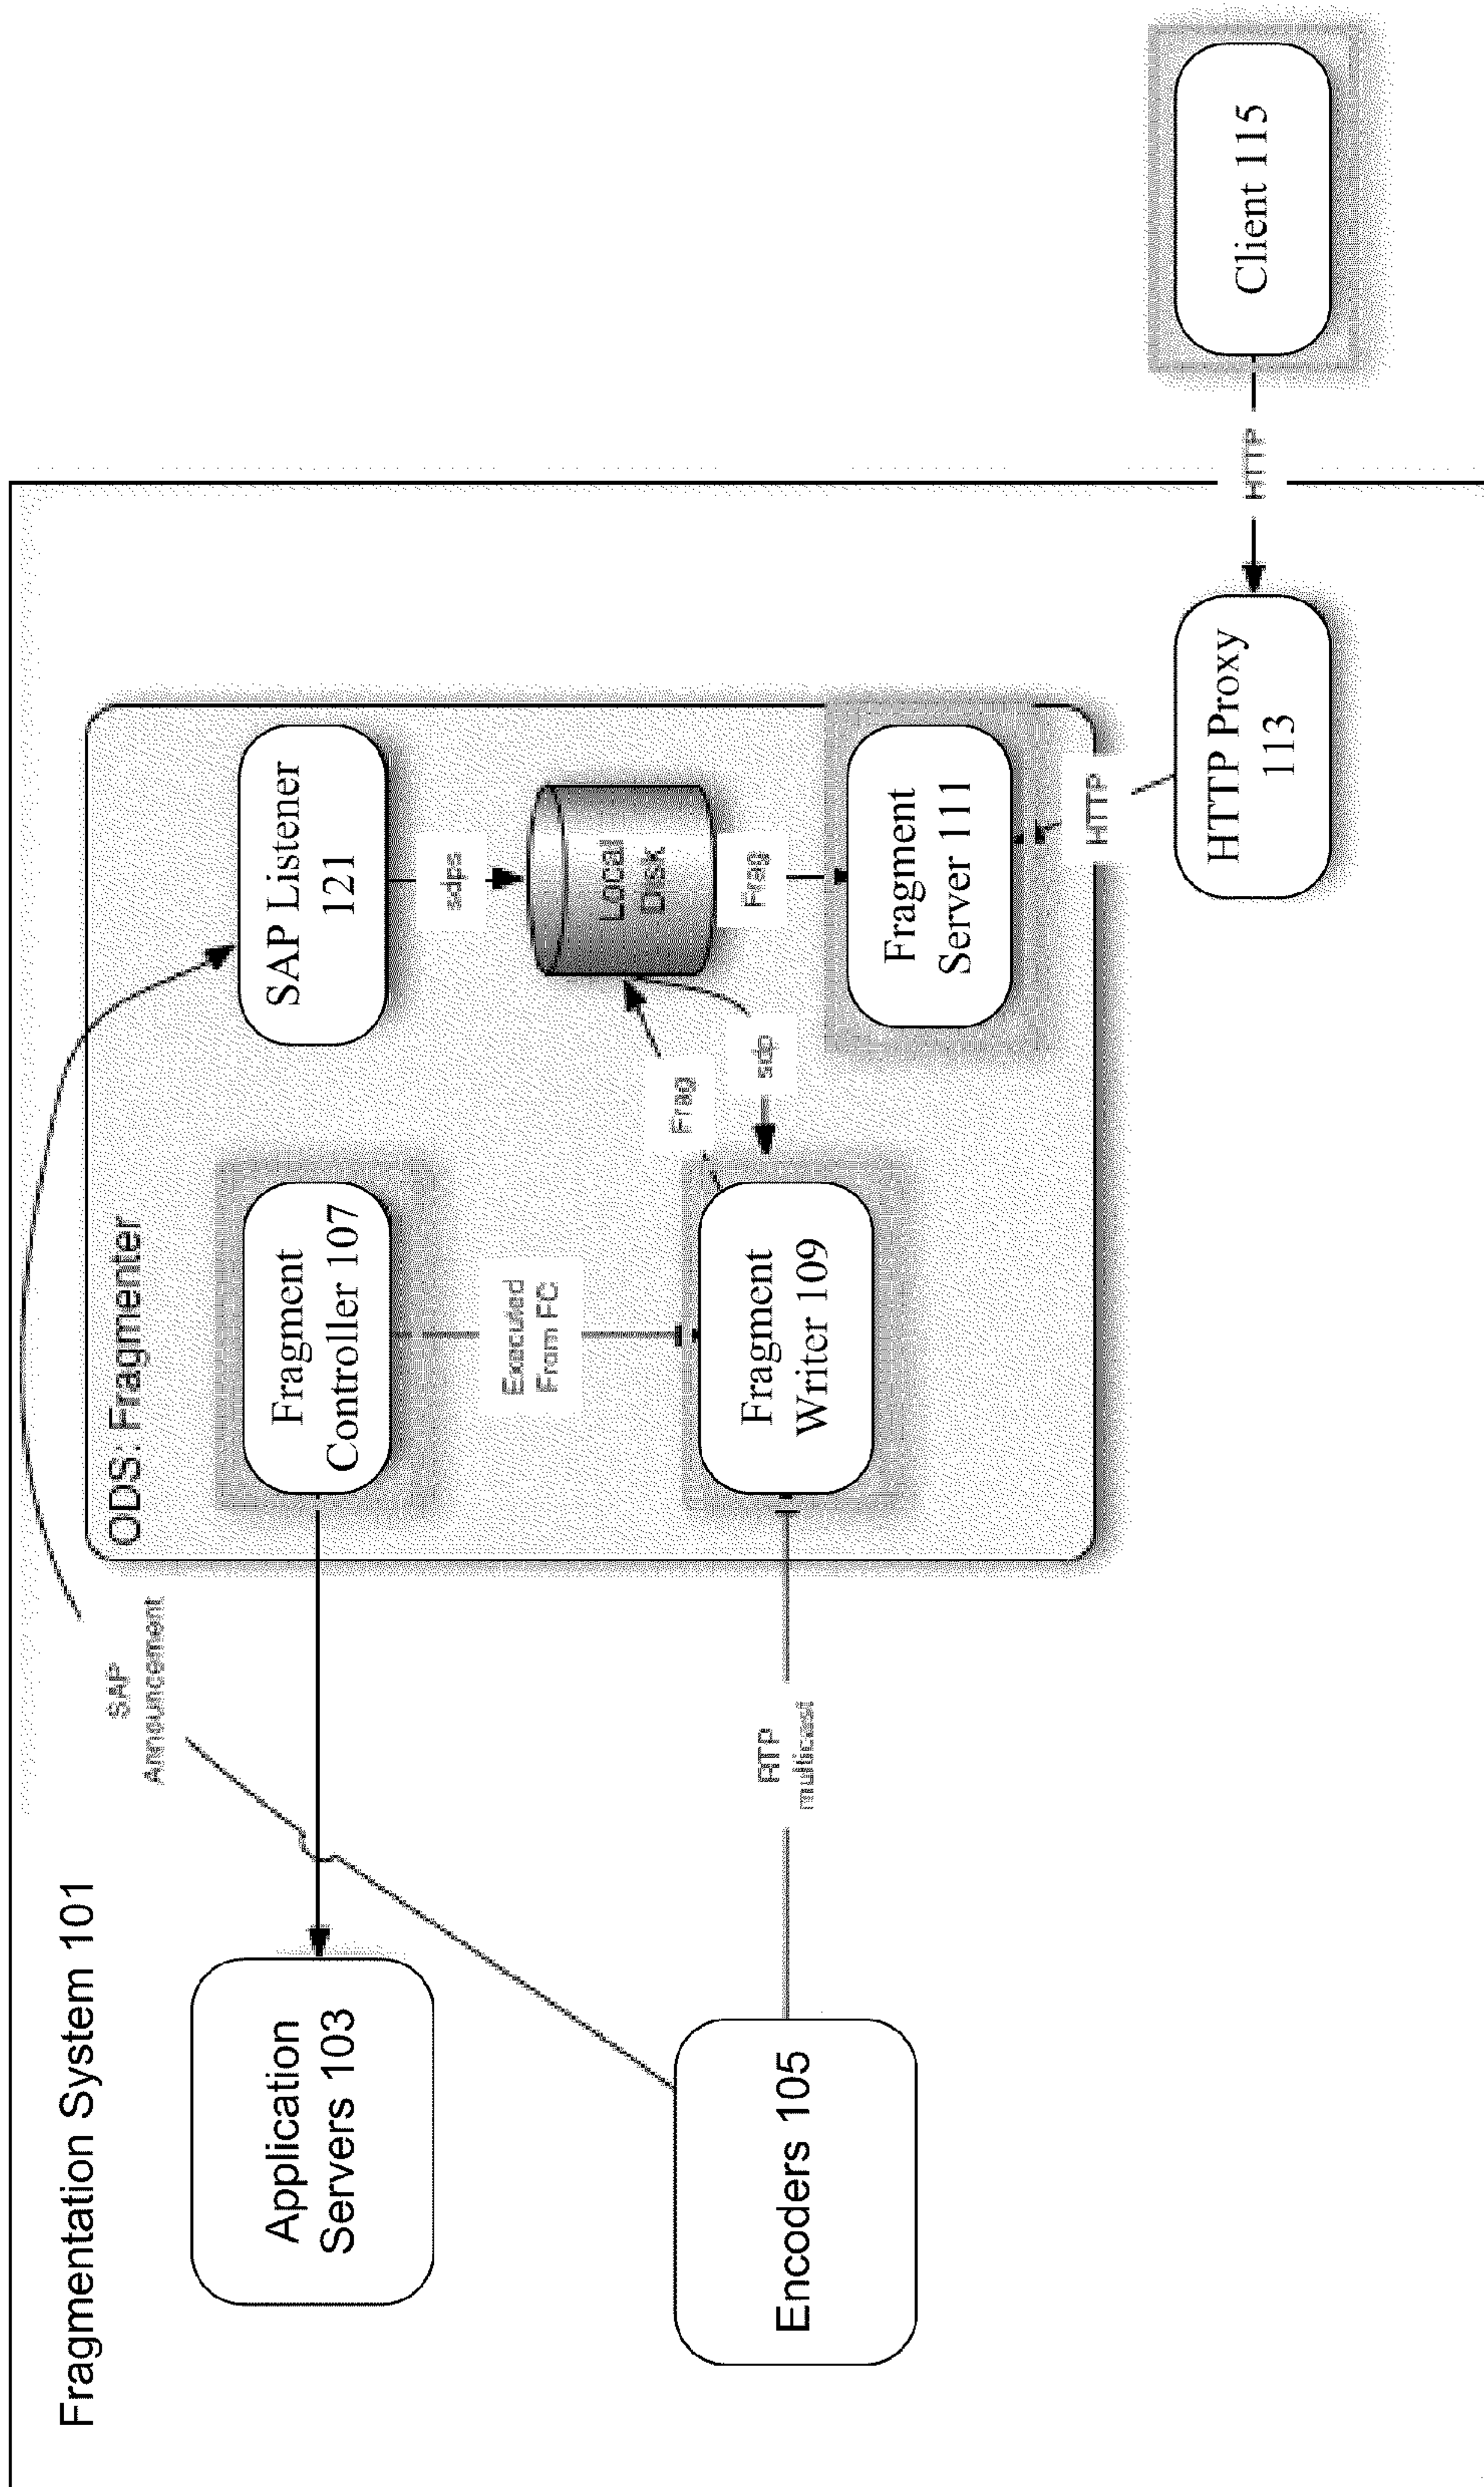 Fragmentation System 101
SAP
Announcement
ODS: Fragmenter
Application
Servers 103
Fragment
Controller 107
SAP Listener
121
Executed
From FC
sdps
Encoders 105
RTP
multicast
Fragment
Writer 109
Frag
sdp
Local
Disk
Frag
Fragment
Server 111
HTTP
HTTP Proxy
113
HTTP
Client 115